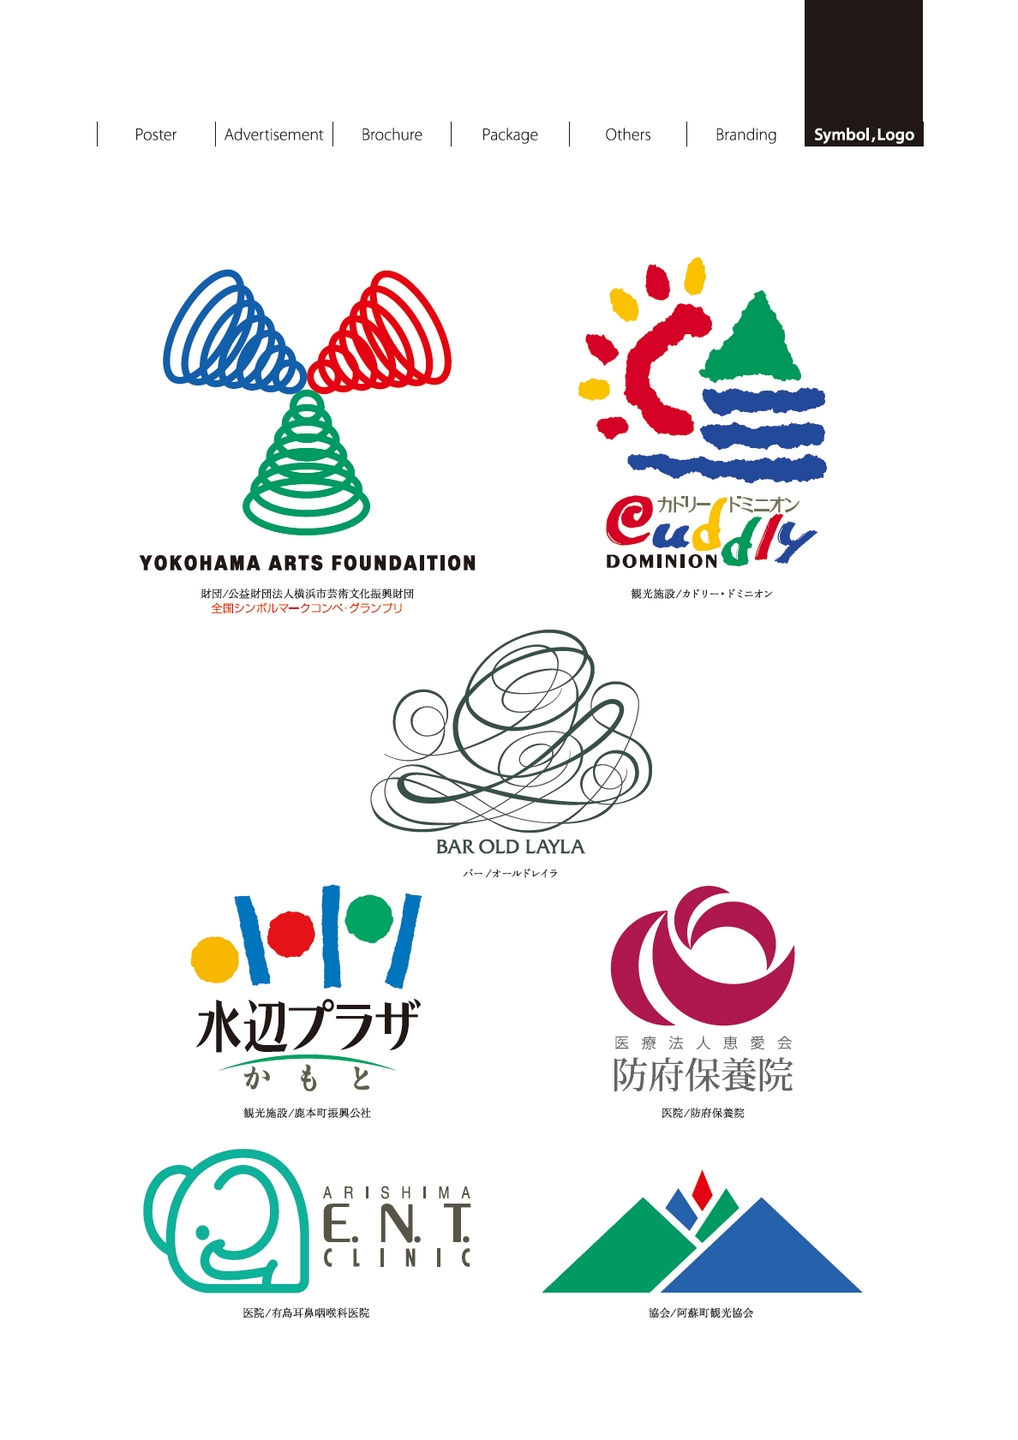 Poster
Advertisement
Brochure
Package
Others
Branding
Symbol,Logo
YOKOHAMA ARTS FOUNDAITION
財団/公益財団法人横浜市芸術文化振興財団
全国シンボルマークコンペ・グランプリ
カドリー ドミニオン
Cuddly
DOMINION
観光施設/カドリー・ドミニオン
BAR OLD LAYLA
バー/オールドレイラ
水辺プラザ
かもと
観光施設/鹿本町振興公社
医療法人恵愛会
防府保養院
医院/防府保養院
ARISHIMA
E.N.T.
CLINIC
医院/有島耳鼻咽喉科医院
協会/阿蘇町観光協会